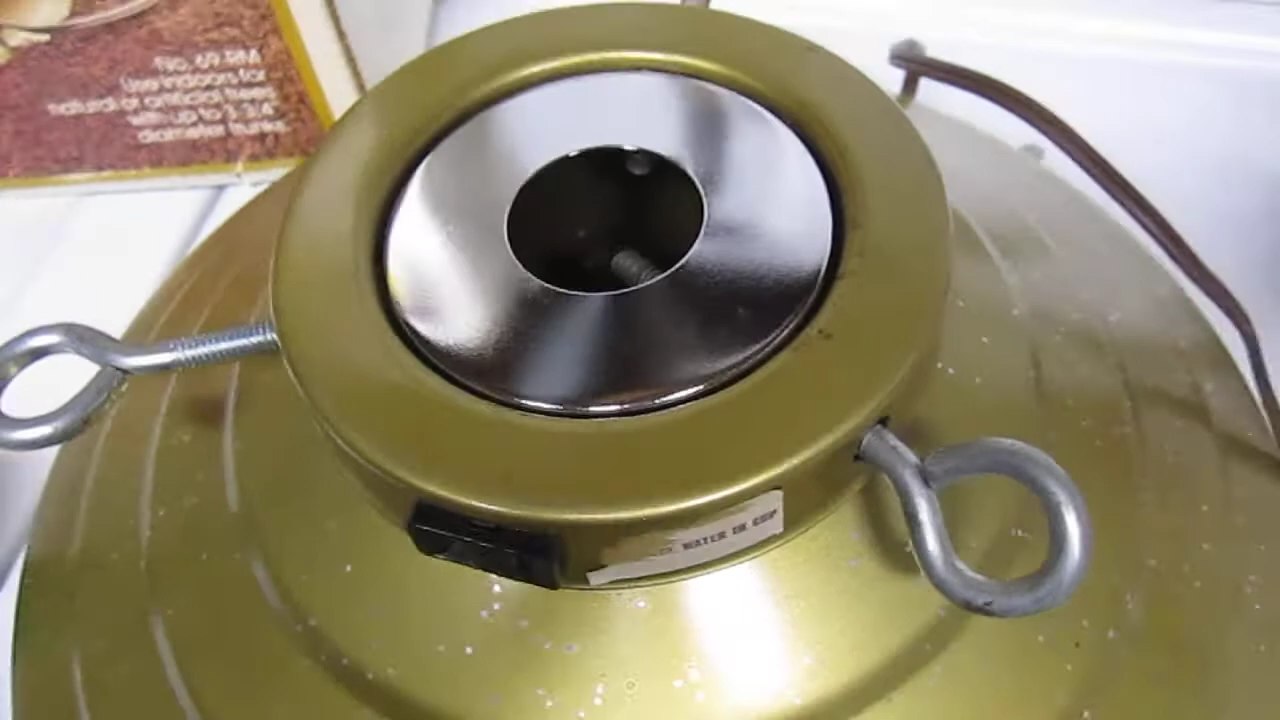 No. 69 RM
Use indoors for
natural or artificial trees
with up to 3 3/4"
diameter trunks.
WATER IN CUP